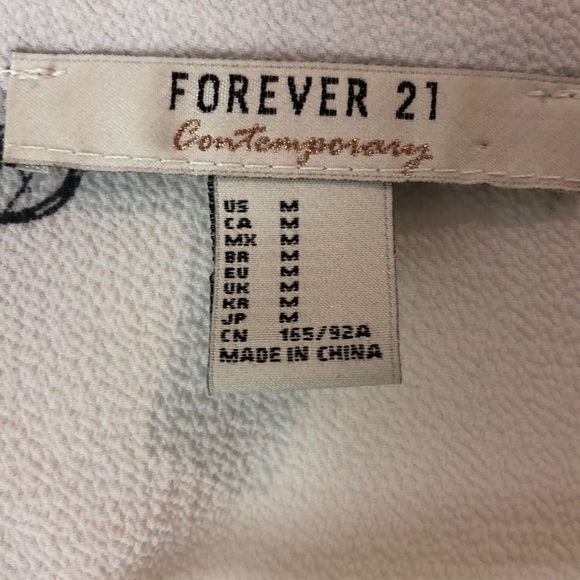 FOREVER 21
Contemporary
US M
CA M
MX M
BR M
EU M
UK M
KR M
JP M
CN 165/92A
MADE IN CHINA